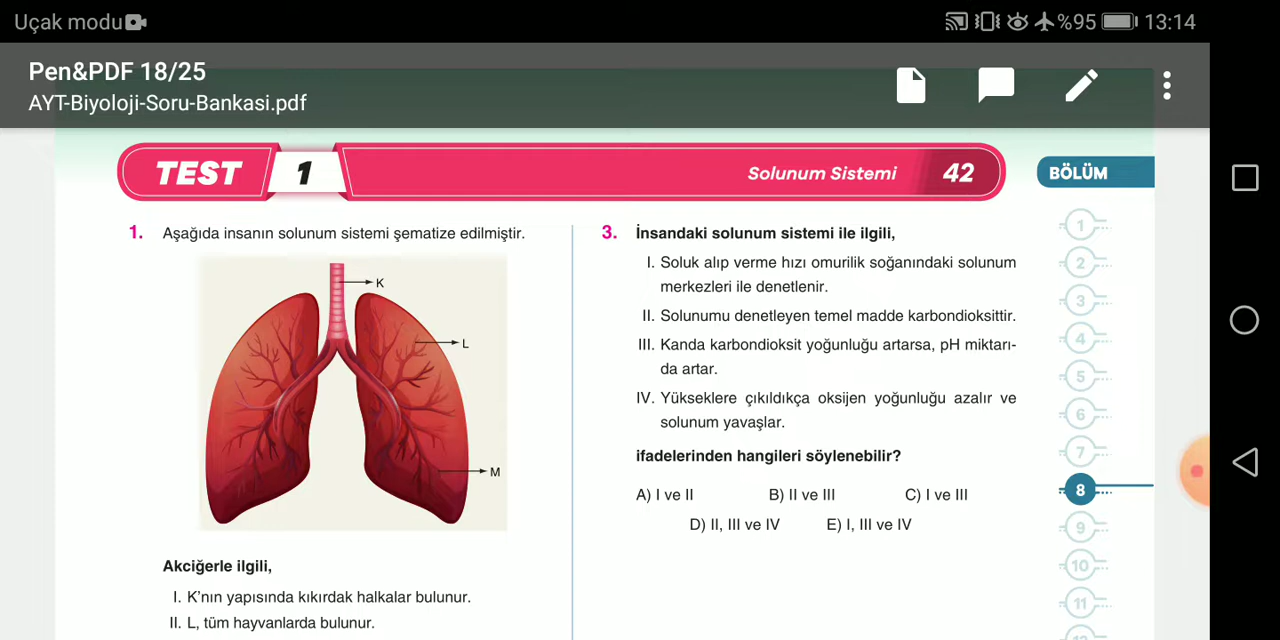 Uçak modu
%95 13:14
Pen&PDF 18/25
AYT-Biyoloji-Soru-Bankasi.pdf
TEST 1
Solunum Sistemi 42
BÖLÜM
1. Aşağıda insanın solunum sistemi şematize edilmiştir.
K
L
M
Akciğerle ilgili,
I. K’nın yapısında kıkırdak halkalar bulunur.
II. L, tüm hayvanlarda bulunur.
3. İnsandaki solunum sistemi ile ilgili,
I. Soluk alıp verme hızı omurilik soğanındaki solunum
merkezleri ile denetlenir.
II. Solunumu denetleyen temel madde karbondioksittir.
III. Kanda karbondioksit yoğunluğu artarsa, pH miktarı-
da artar.
IV. Yükseklere çıkıldıkça oksijen yoğunluğu azalır ve
solunum yavaşlar.
ifadelerinden hangileri söylenebilir?
A) I ve II B) II ve III C) I ve III
D) II, III ve IV E) I, III ve IV
1
2
3
4
5
6
7
8
9
10
11